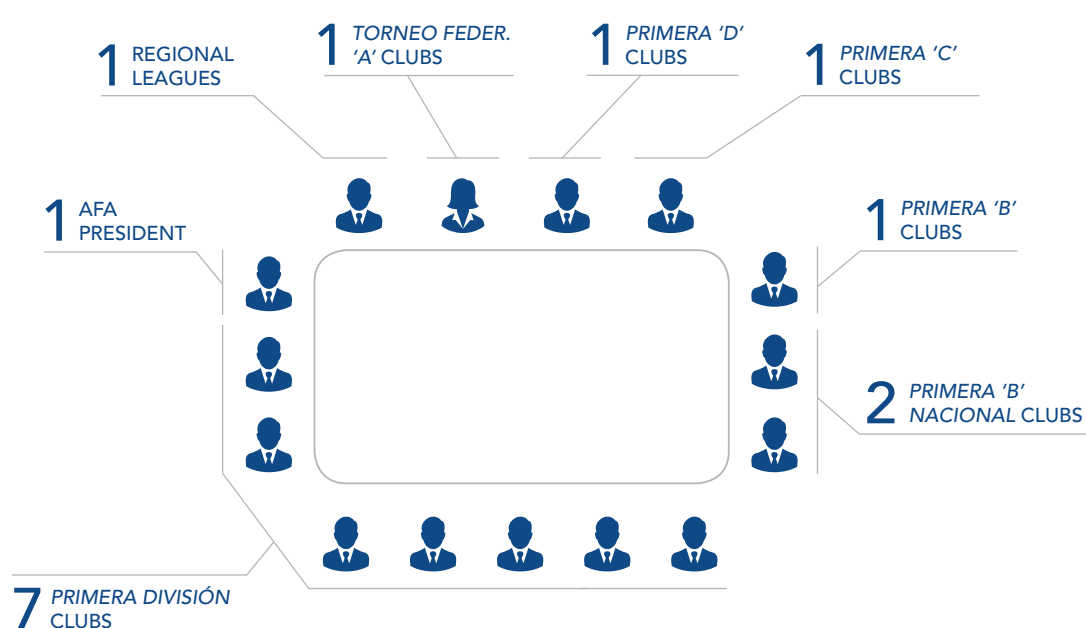 1 REGIONAL
LEAGUES
1 TORNEO FEDER.
'A' CLUBS
1 PRIMERA 'D'
CLUBS
1 PRIMERA 'C'
CLUBS
1 AFA
PRESIDENT
1 PRIMERA 'B'
CLUBS
2 PRIMERA 'B'
NACIONAL CLUBS
7 PRIMERA DIVISIÓN
CLUBS